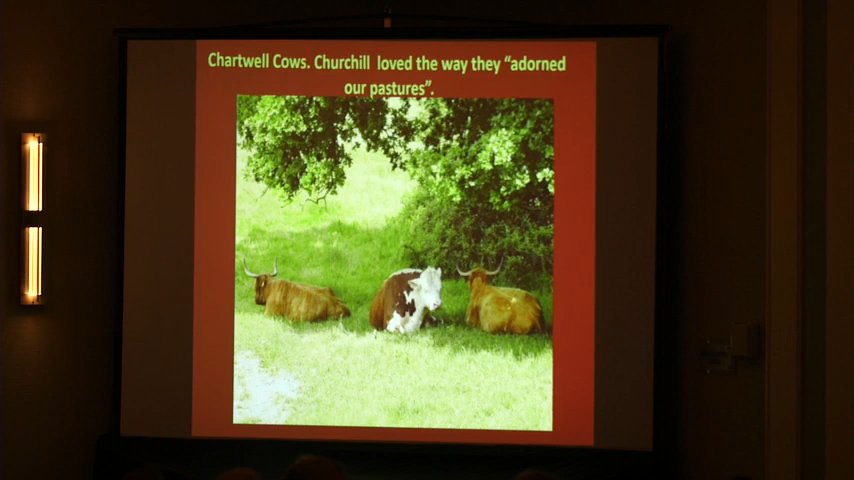 Chartwell Cows. Churchill loved the way they “adorned
our pastures”.